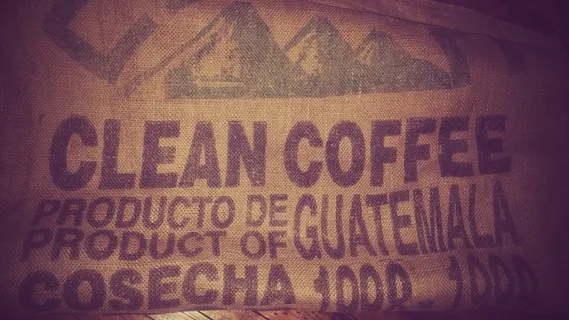 CLEAN COFFEE
PRODUCTO DE
PRODUCT OF
GUATEMALA
COSECHA